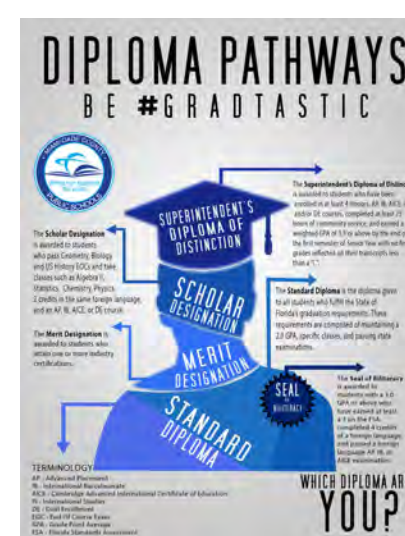 DIPLOMA PATHWAYS
BE #GRADTASTIC
MIAMI-DADE COUNTY
PUBLIC SCHOOLS
The Superintendent's Diploma of Distinc
is awarded to students who have been
enrolled in at least 4 Honors, AP, IB, AICE,
and/or DE courses, completed at least 75
hours of community service, and earned a
weighted GPA of 3.5 or above by the end
the first semester of Senior Year with no fin
grades reflected on their transcripts less
than a "C".
SUPERINTENDENT'S
DIPLOMA OF
DISTINCTION
The Scholar Designation
is awarded to students
who pass Geometry, Biology
and US History EOCs and take
classes such as Algebra II,
Statistics, Chemistry, Physics,
2 credits in the same foreign language,
and an AP, IB, AICE, or DE course.
SCHOLAR
DESIGNATION
The Standard Diploma is the diploma given
to all students who fulfill the State of
Florida's graduation requirements. These
requirements are comprised of maintaining a
2.0 GPA, specific classes, and passing state
examinations.
The Merit Designation is
awarded to students who
attain one or more industry
certifications.
MERIT
DESIGNATION
The Seal of Biliteracy
is awarded to
students with a 3.0
GPA or above who
have earned at least
a 4 on the FSA,
completed 4 credits
of a foreign language,
and passed a foreign
language AP, IB, or
AICE examination.
SEAL
OF
BILITERACY
STANDARD
DIPLOMA
TERMINOLOGY
AP - Advanced Placement
IB - International Baccalaureate
AICE - Cambridge Advanced International Certificate of Education
IS - International Studies
DE - Dual Enrollment
EOC - End Of Course Exam
GPA - Grade Point Average
FSA - Florida Standards Assessment
WHICH DIPLOMA AR
YOU?